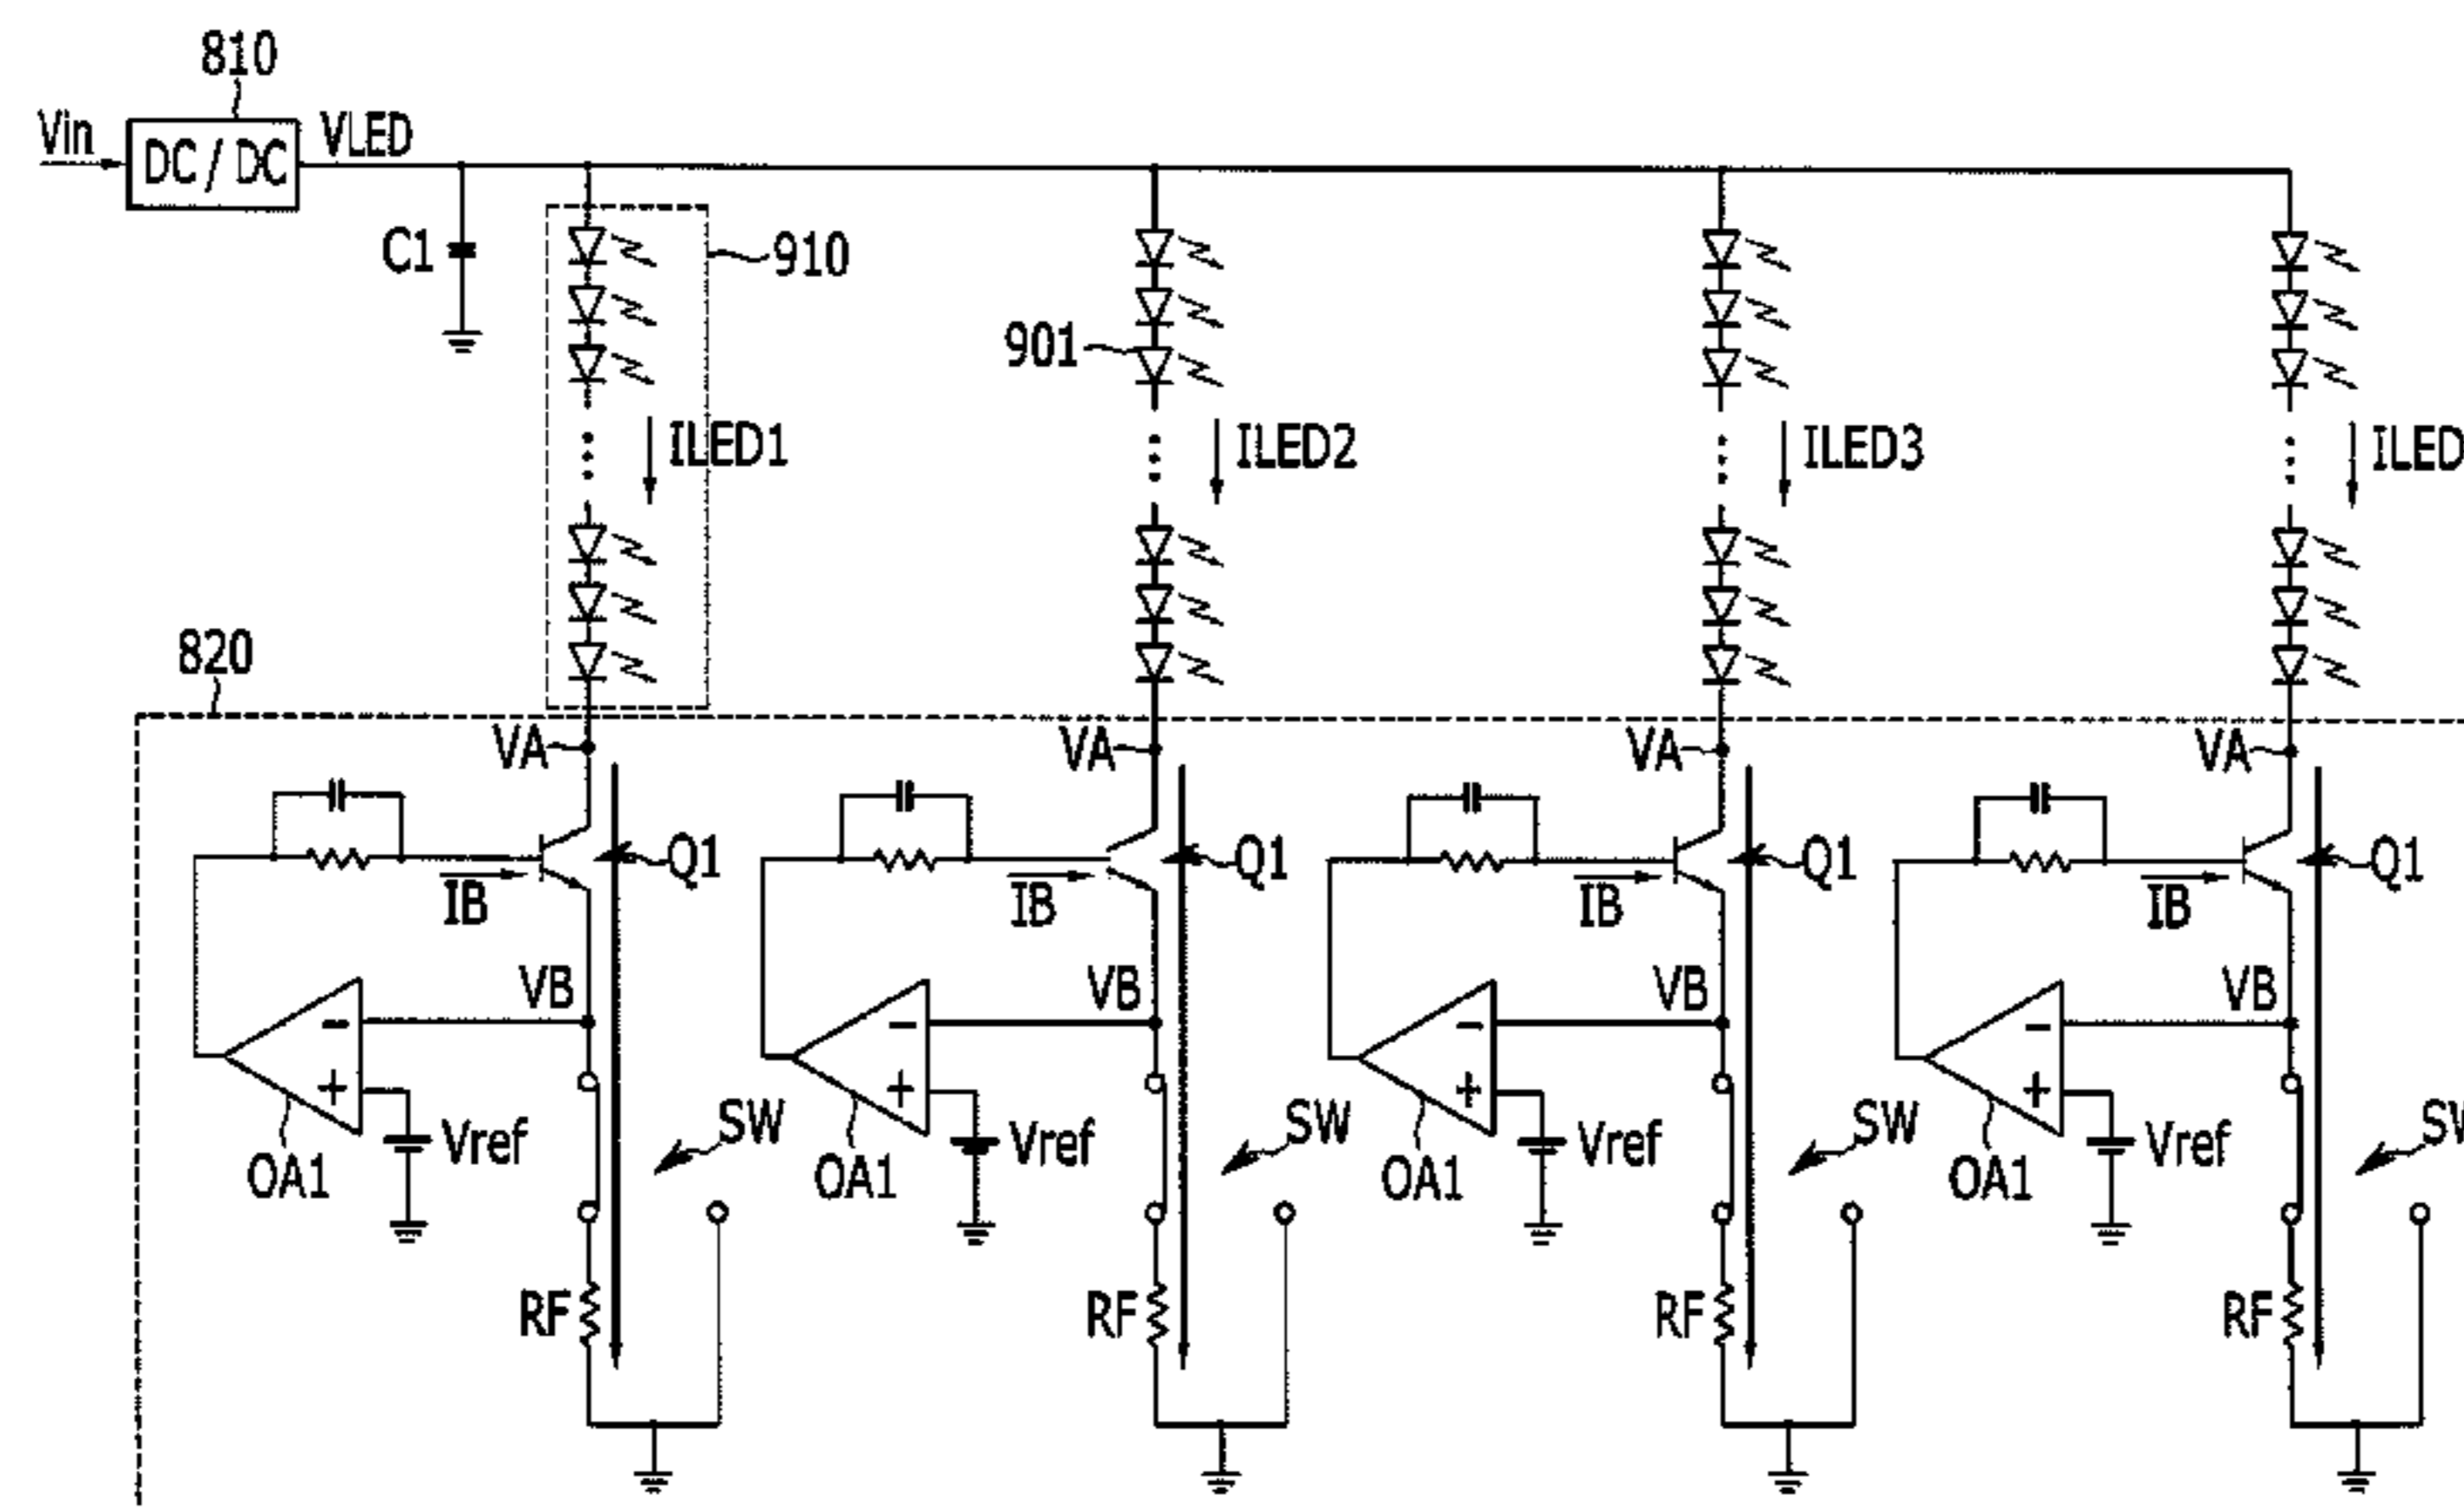 810
Vin
DC / DC
VLED
C1
910
901
ILED1
ILED2
ILED3
ILED
820
VA
VA
VA
VA
Q1
Q1
Q1
Q1
IB
IB
IB
IB
VB
VB
VB
VB
−
−
−
−
+
+
+
+
OA1
Vref
SW
OA1
Vref
SW
OA1
Vref
SW
OA1
Vref
RF
RF
RF
RF